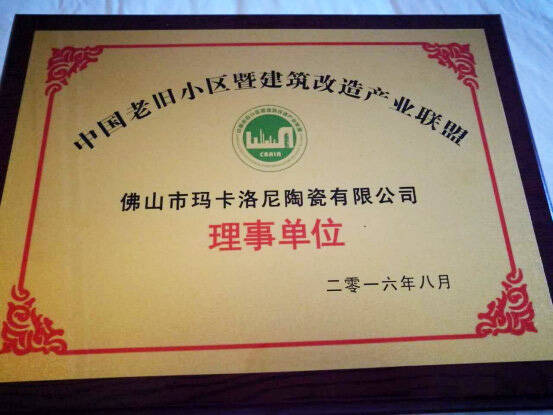 中国老旧小区暨建筑改造产业联盟
佛山市玛卡洛尼陶瓷有限公司
理事单位
二零一六年八月